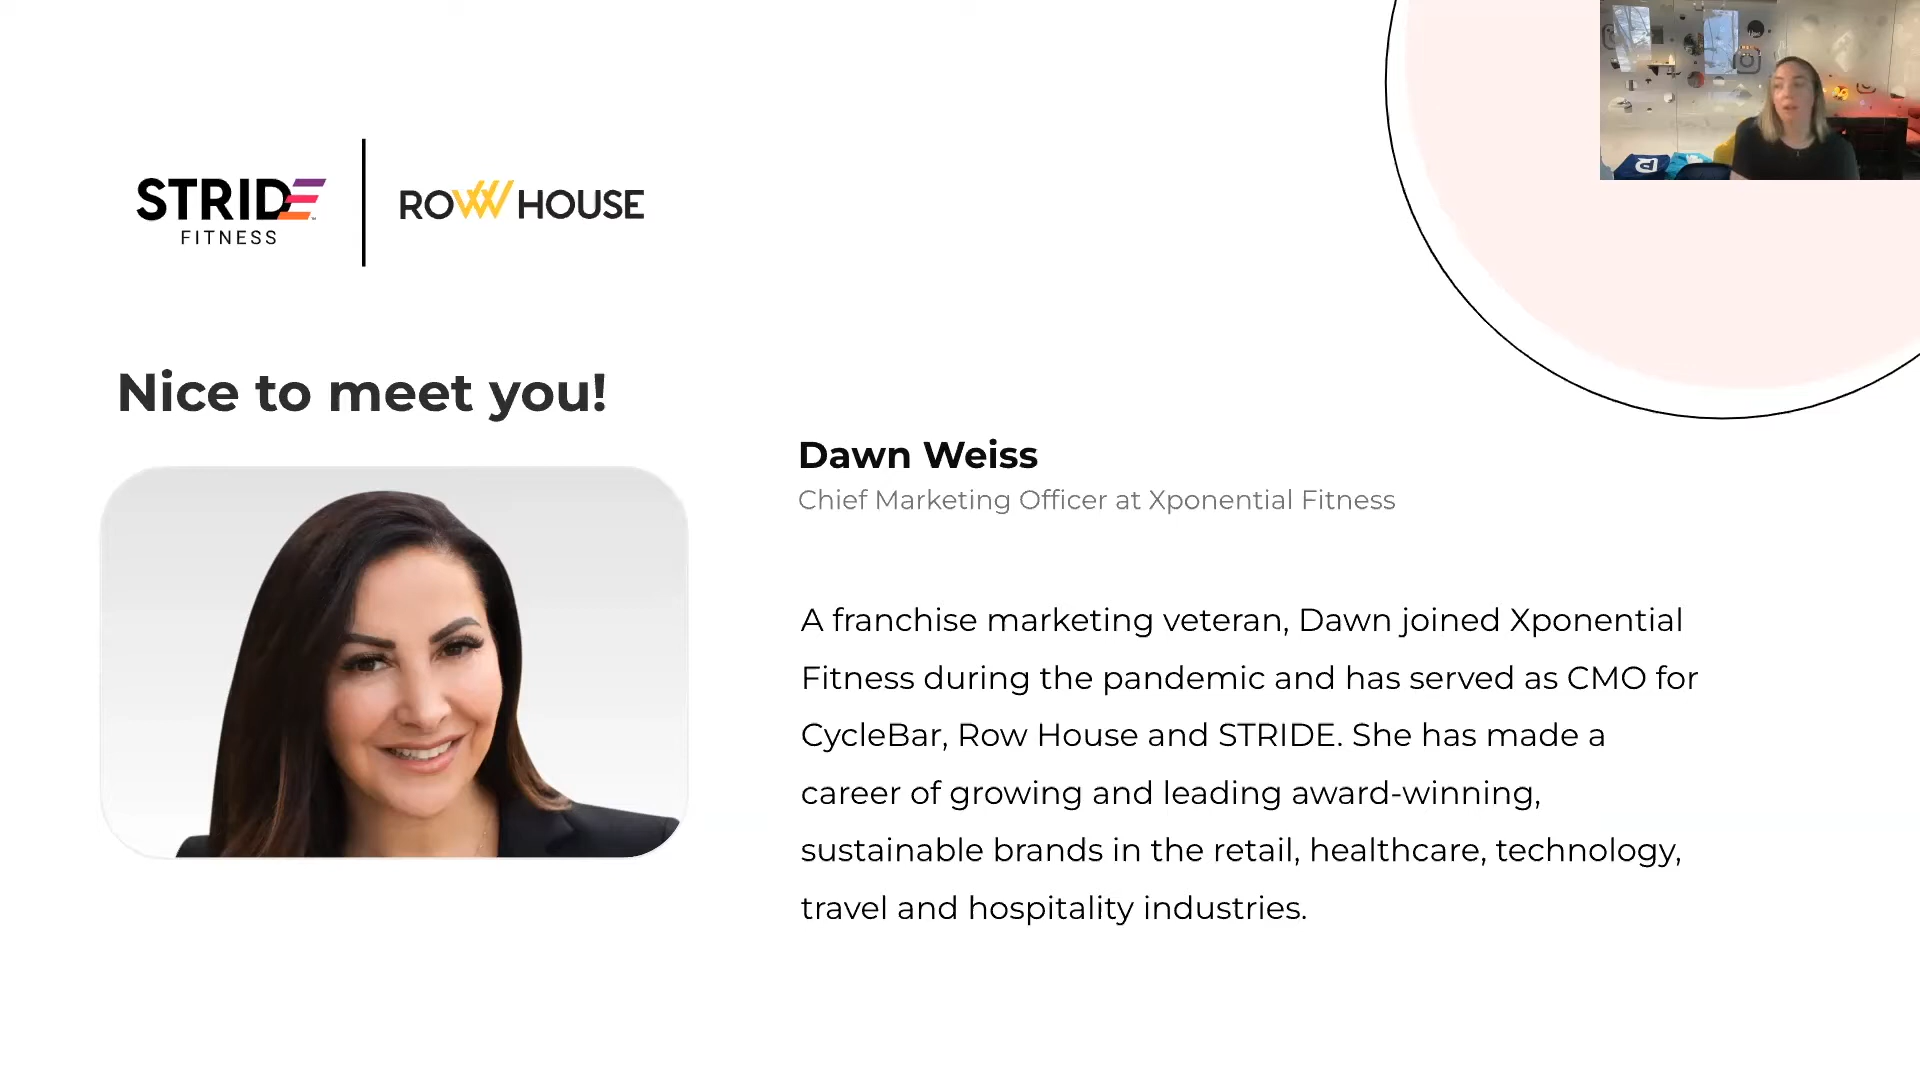 STRIDE
FITNESS
ROW HOUSE
Nice to meet you!
Dawn Weiss
Chief Marketing Officer at Xponential Fitness
A franchise marketing veteran, Dawn joined Xponential
Fitness during the pandemic and has served as CMO for
CycleBar, Row House and STRIDE. She has made a
career of growing and leading award-winning,
sustainable brands in the retail, healthcare, technology,
travel and hospitality industries.